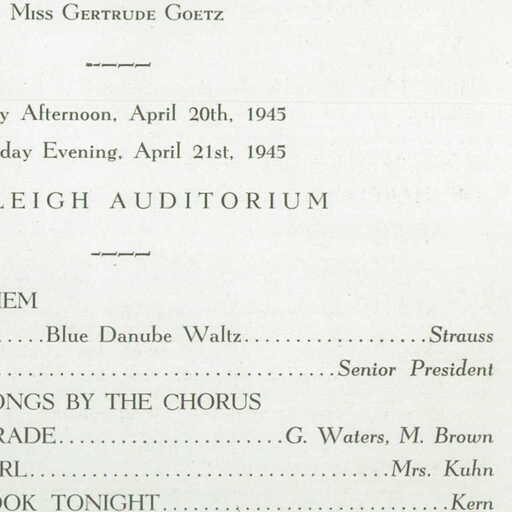 Miss Gertrude Goetz
y Afternoon, April 20th, 1945
day Evening, April 21st, 1945
LEIGH AUDITORIUM
HEM
.....Blue Danube Waltz..................Strauss
.................................Senior President
ONGS BY THE CHORUS
RADE......................G. Waters, M. Brown
RL...................................Mrs. Kuhn
OOK TONIGHT............................Kern